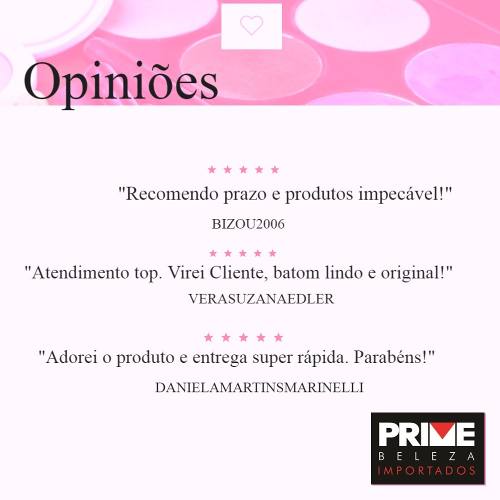 Opiniões
"Recomendo prazo e produtos impecável!"
BIZOU2006
"Atendimento top. Virei Cliente, batom lindo e original!"
VERASUZANAEDLER
"Adorei o produto e entrega super rápida. Parabéns!"
DANIELAMARTINSMARINELLI
PRIME
BELEZA
IMPORTADOS